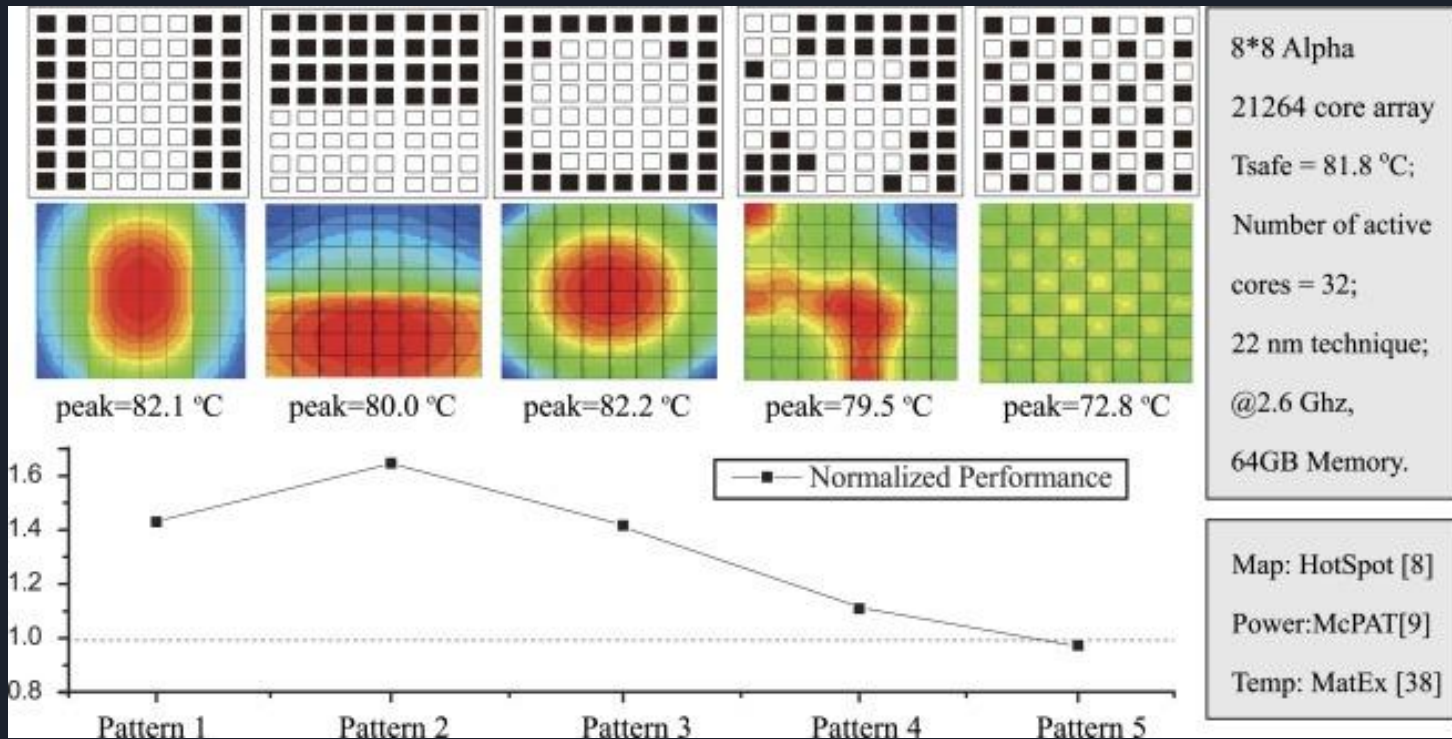 peak=82.1 °C
peak=80.0 °C
peak=82.2 °C
peak=79.5 °C
peak=72.8 °C
8*8 Alpha
21264 core array
Tsafe = 81.8 °C;
Number of active
cores = 32;
22 nm technique;
@2.6 Ghz,
64GB Memory.
Normalized Performance
1.6
1.4
1.2
1.0
0.8
Pattern 1
Pattern 2
Pattern 3
Pattern 4
Pattern 5
Map: HotSpot [8]
Power:McPAT[9]
Temp: MatEx [38]